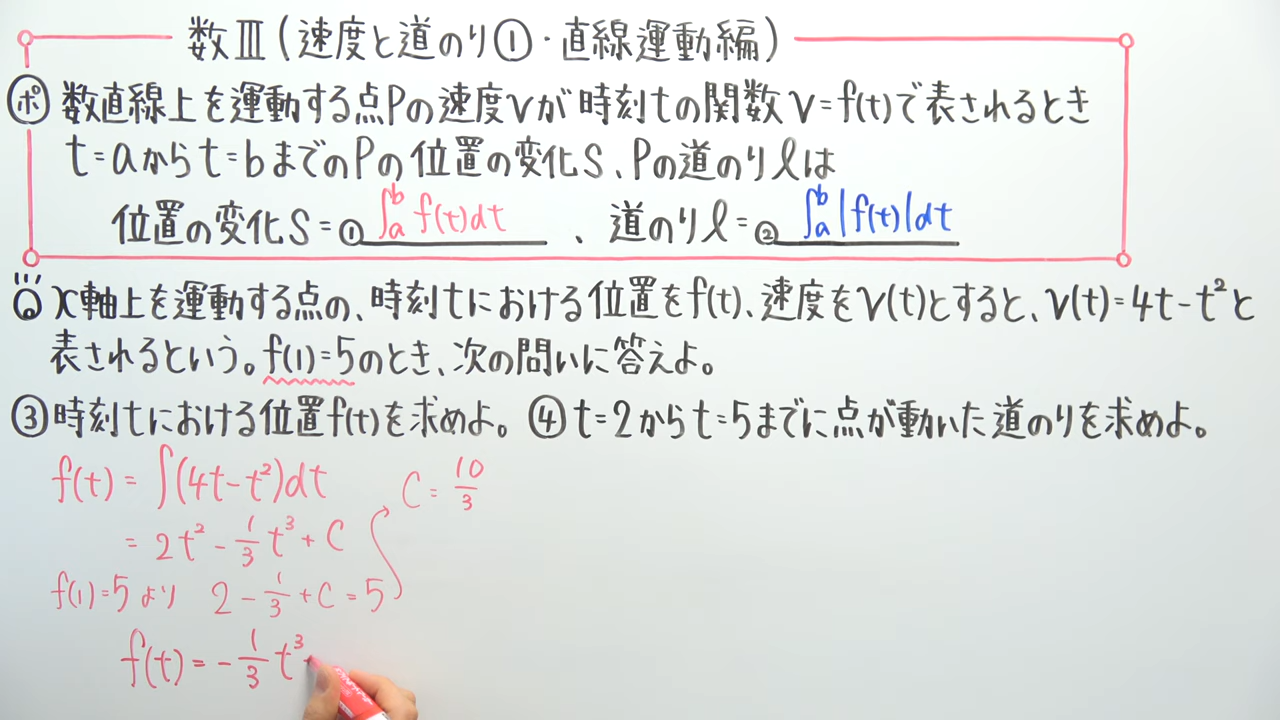 数Ⅲ(速度と道のり①・直線運動編)
ポ 数直線上を運動する点Pの速度vが時刻tの関数v=f(t)で表されるとき
t=aからt=bまでのPの位置の変化s、Pの道のりℓは
位置の変化s=① ∫_a^b f(t)dt 、道のりℓ=② ∫_a^b |f(t)|dt
Q x軸上を運動する点の、時刻tにおける位置をf(t)、速度をv(t)とすると、v(t)=4t-t²と
表されるという。f(1)=5のとき、次の問いに答えよ。
③時刻tにおける位置f(t)を求めよ。 ④t=2からt=5までに点が動いた道のりを求めよ。
f(t)=∫(4t-t²)dt
=2t²-1/3t³+C
f(1)=5より 2-1/3+C=5
C=10/3
f(t)=-1/3t³